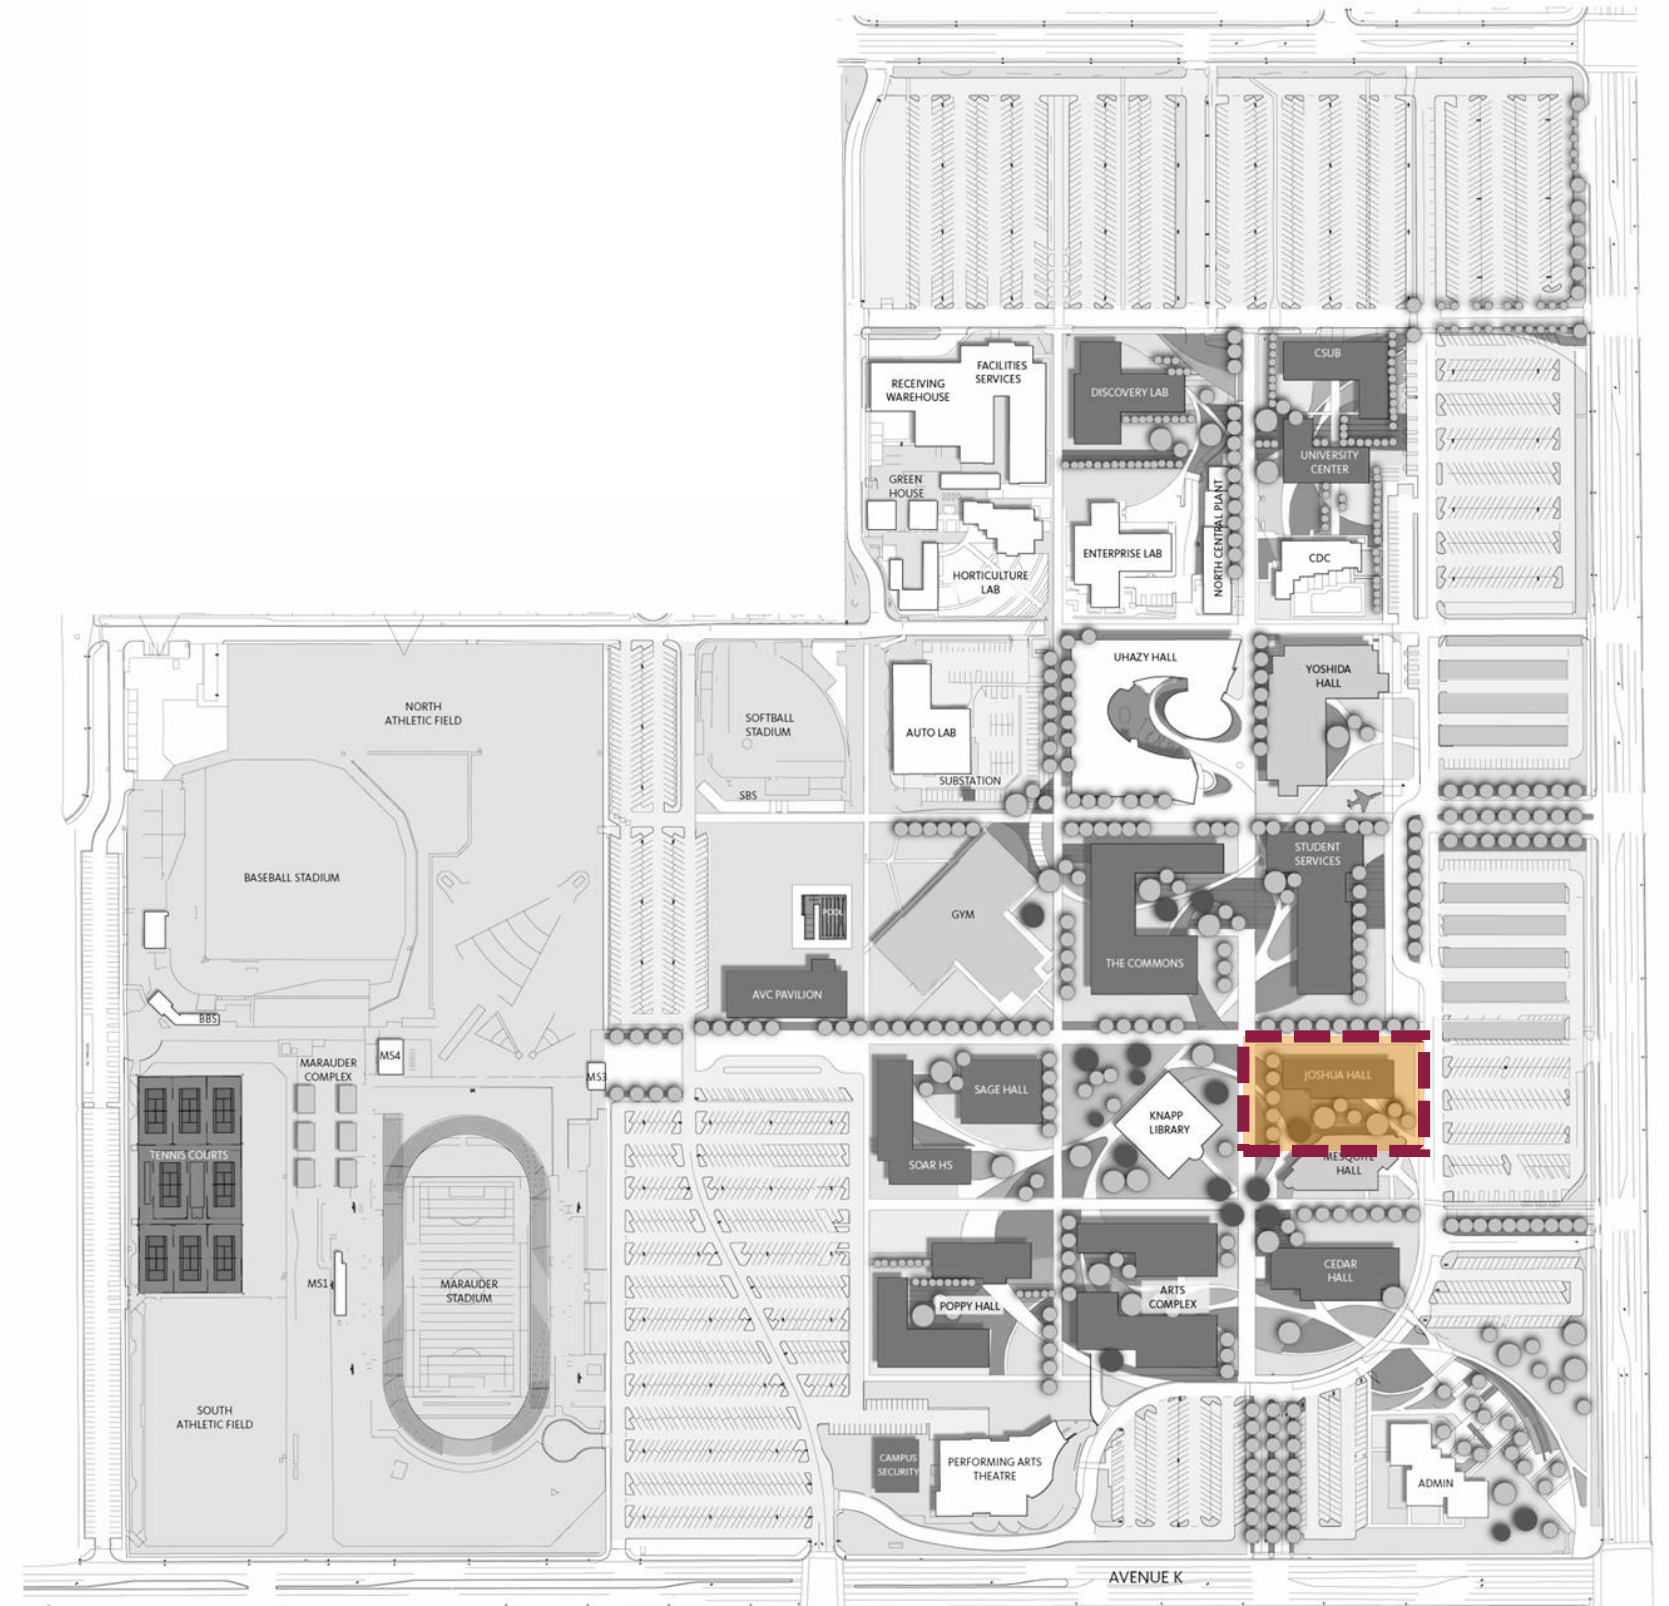 CSUB
FACILITIES
SERVICES
RECEIVING
WAREHOUSE
DISCOVERY LAB
UNIVERSITY
CENTER
GREEN
HOUSE
NORTH CENTRAL PLANT
ENTERPRISE LAB
CDC
HORTICULTURE
LAB
UHAZY HALL
YOSHIDA
HALL
NORTH
ATHLETIC FIELD
SOFTBALL
STADIUM
AUTO LAB
SUBSTATION
SBS
STUDENT
SERVICES
BASEBALL STADIUM
POOL
GYM
THE COMMONS
AVC PAVILION
BBS
MS4
MARAUDER
COMPLEX
MS3
SAGE HALL
JOSHUA HALL
KNAPP
LIBRARY
TENNIS COURTS
SOAR HS
MESQUITE
HALL
MS1
MARAUDER
STADIUM
CEDAR
HALL
POPPY HALL
ARTS
COMPLEX
SOUTH
ATHLETIC FIELD
CAMPUS
SECURITY
PERFORMING ARTS
THEATRE
ADMIN
AVENUE K